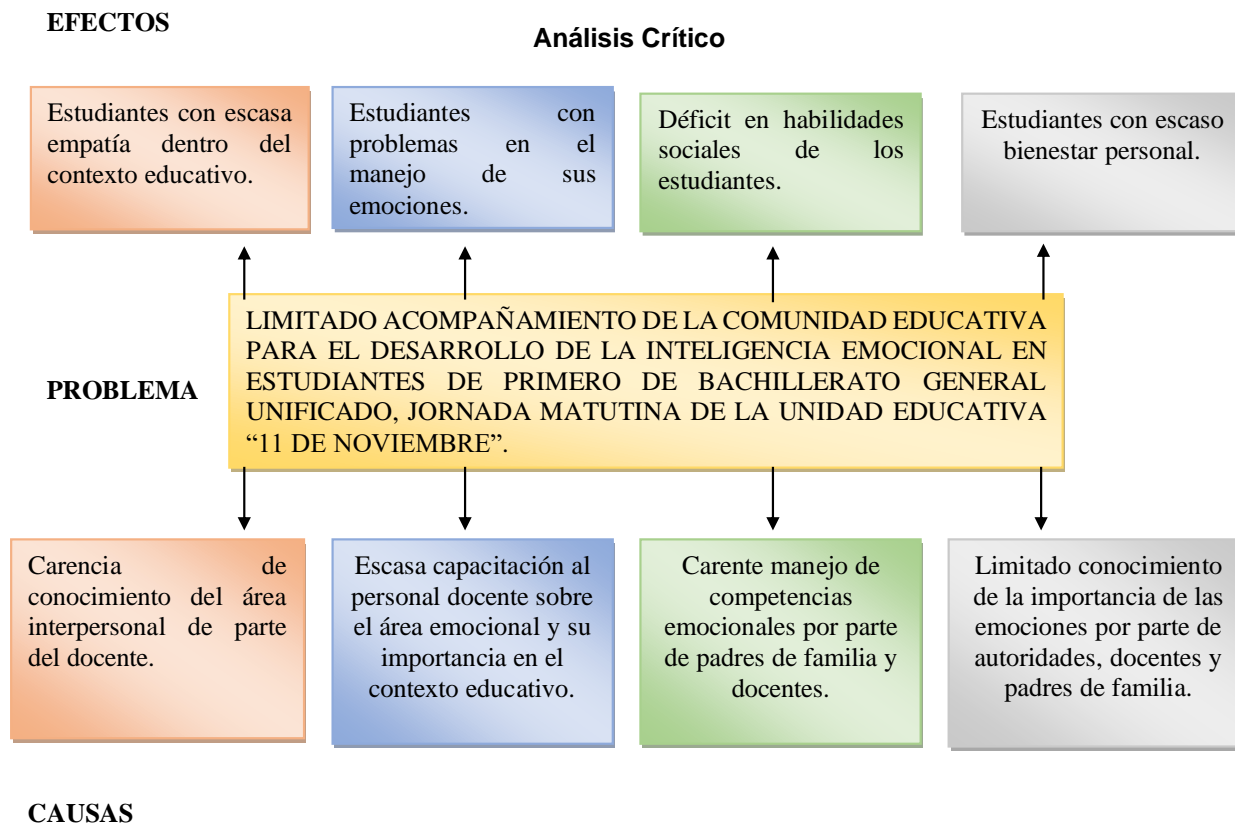 EFECTOS
Análisis Crítico
Estudiantes con escasa
empatía dentro del
contexto educativo.
Estudiantes con
problemas en el
manejo de sus
emociones.
Déficit en habilidades
sociales de los
estudiantes.
Estudiantes con escaso
bienestar personal.
PROBLEMA
LIMITADO ACOMPAÑAMIENTO DE LA COMUNIDAD EDUCATIVA
PARA EL DESARROLLO DE LA INTELIGENCIA EMOCIONAL EN
ESTUDIANTES DE PRIMERO DE BACHILLERATO GENERAL
UNIFICADO, JORNADA MATUTINA DE LA UNIDAD EDUCATIVA
“11 DE NOVIEMBRE”.
Carencia de
conocimiento del área
interpersonal de parte
del docente.
Escasa capacitación al
personal docente sobre
el área emocional y su
importancia en el
contexto educativo.
Carente manejo de
competencias
emocionales por parte
de padres de familia y
docentes.
Limitado conocimiento
de la importancia de las
emociones por parte de
autoridades, docentes y
padres de familia.
CAUSAS